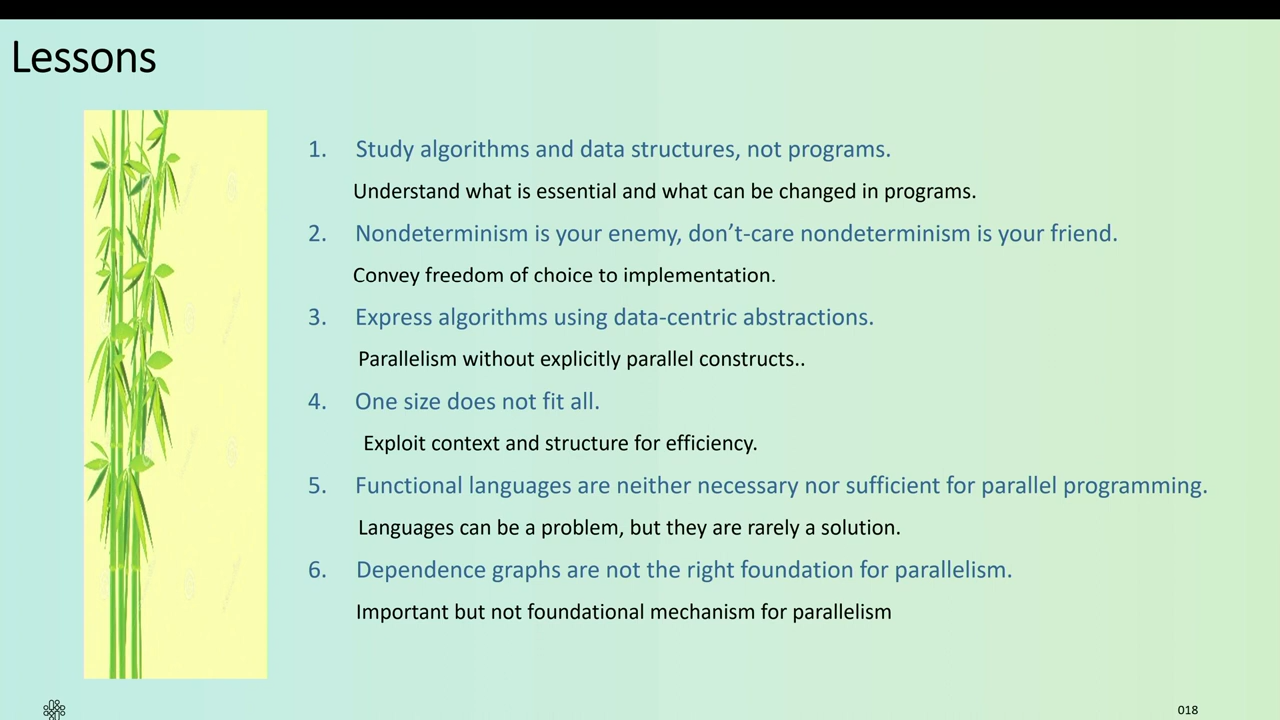 Lessons
1. Study algorithms and data structures, not programs.
Understand what is essential and what can be changed in programs.
2. Nondeterminism is your enemy, don’t-care nondeterminism is your friend.
Convey freedom of choice to implementation.
3. Express algorithms using data-centric abstractions.
Parallelism without explicitly parallel constructs..
4. One size does not fit all.
Exploit context and structure for efficiency.
5. Functional languages are neither necessary nor sufficient for parallel programming.
Languages can be a problem, but they are rarely a solution.
6. Dependence graphs are not the right foundation for parallelism.
Important but not foundational mechanism for parallelism
018